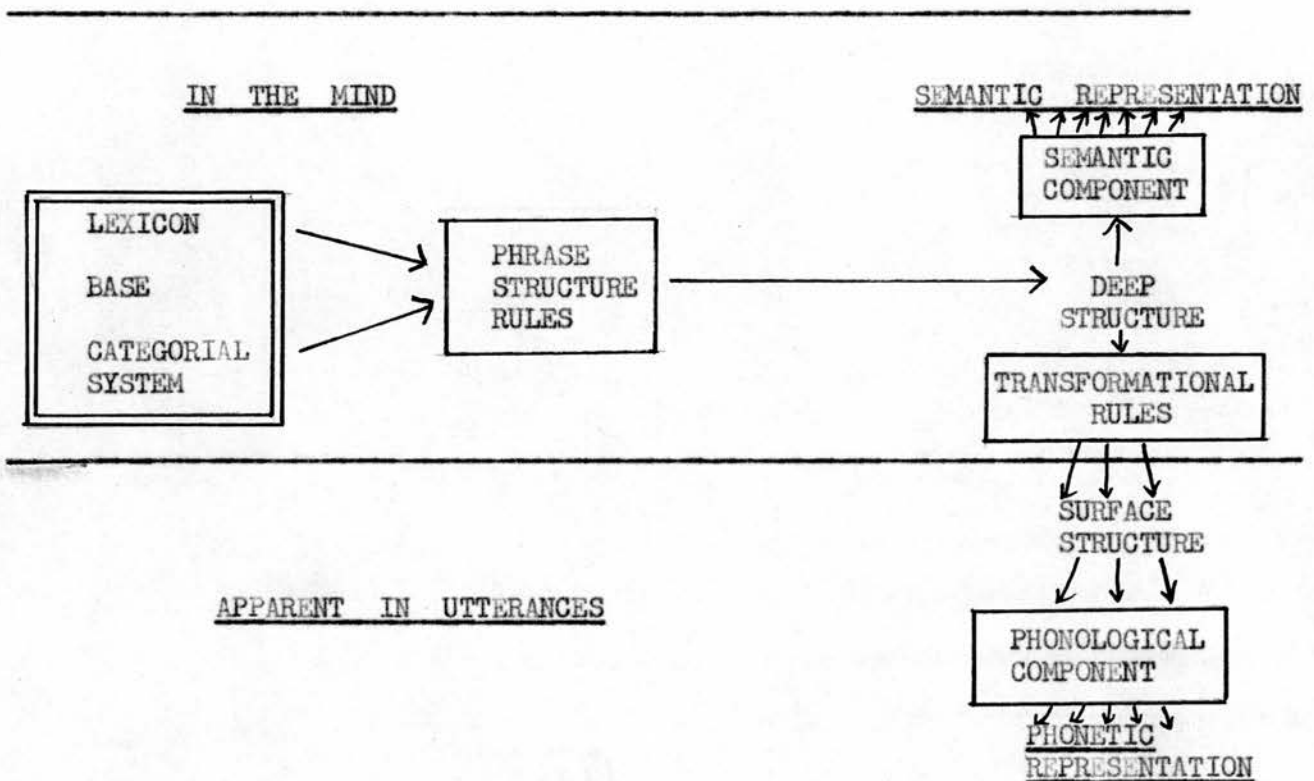 IN THE MIND
SEMANTIC REPRESENTATION
SEMANTIC
COMPONENT
LEXICON
BASE
CATEGORIAL
SYSTEM
PHRASE
STRUCTURE
RULES
DEEP
STRUCTURE
TRANSFORMATIONAL
RULES
SURFACE
STRUCTURE
APPARENT IN UTTERANCES
PHONOLOGICAL
COMPONENT
PHONETIC
REPRESENTATION